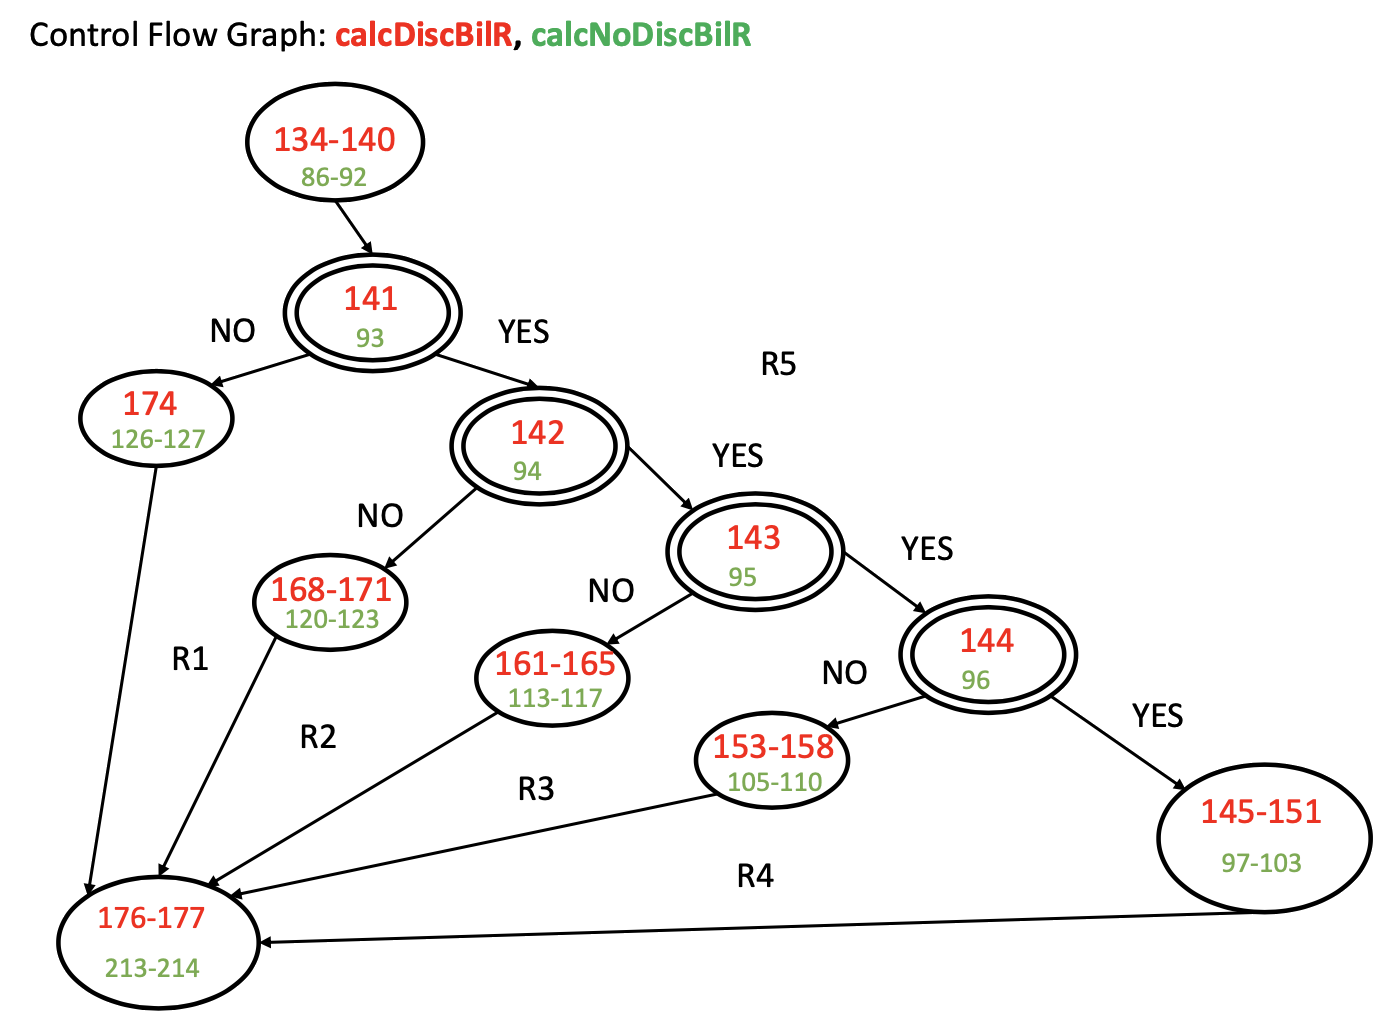 Control Flow Graph: calcDiscBilR, calcNoDiscBilR
134-140
86-92
141
93
NO
YES
R5
174
126-127
142
94
YES
NO
143
95
YES
168-171
120-123
NO
144
96
R1
161-165
113-117
NO
YES
R2
153-158
105-110
R3
145-151
97-103
R4
176-177
213-214